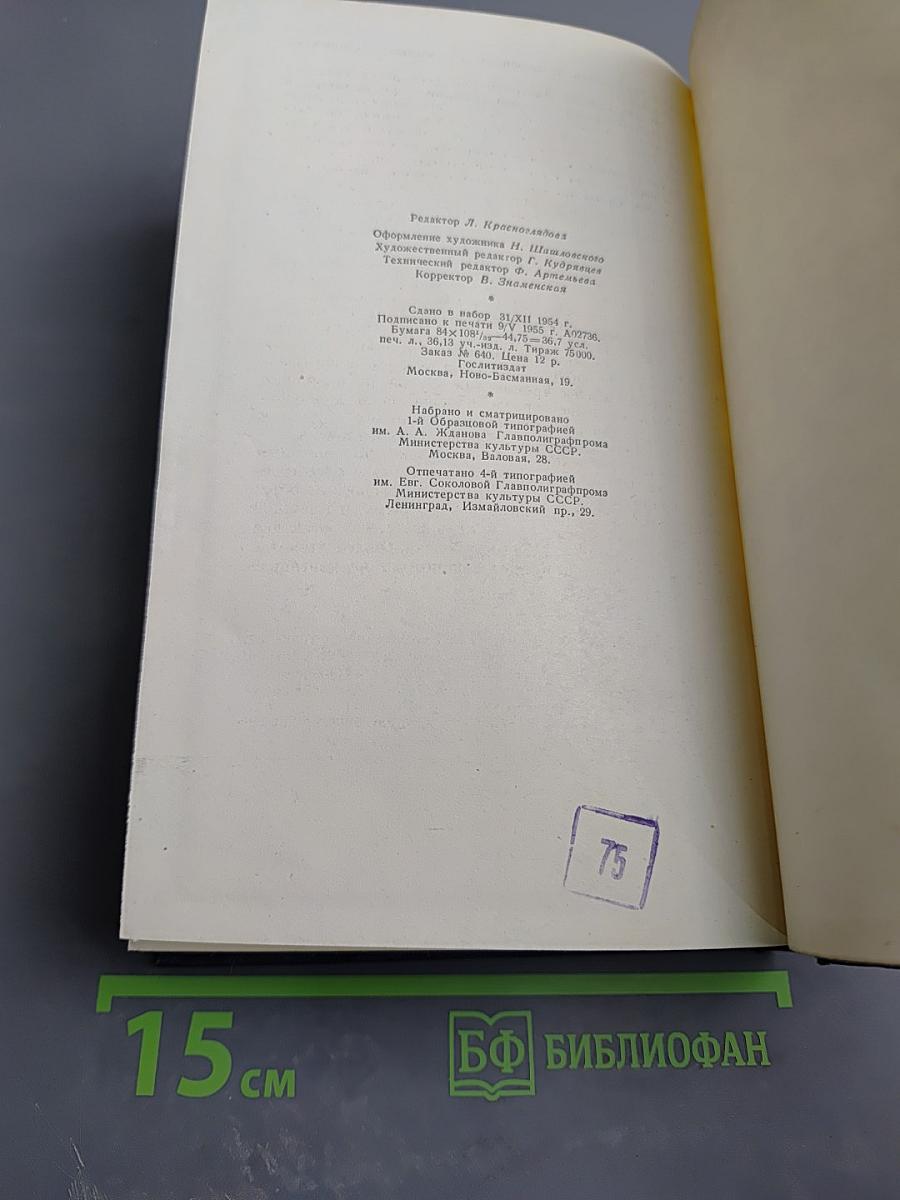 Редактор Л. Красноглядова
Оформление художника Н. Шишловского
Художественный редактор Г. Кудрявцев
Технический редактор Ф. Артемьева
Корректор В. Знаменская
*
Сдано в набор 31/XII 1954 г.
Подписано к печати 9/V 1955 г. А02736.
Бумага 84×108¹/₃₂—44,75=36,7 усл.
печ. л., 36,13 уч.-изд. л. Тираж 75000.
Заказ № 640. Цена 12 р.
Гослитиздат
Москва, Ново-Басманная, 19.
*
Набрано и сматрицировано
1-й Образцовой типографией
им. А. А. Жданова Главполиграфпрома
Министерства культуры СССР.
Москва, Валовая, 28.
Отпечатано 4-й типографией
им. Евг. Соколовой Главполиграфпрома
Министерства культуры СССР.
Ленинград, Измайловский пр., 29.
75
15 см
БФ БИБЛИОФАН